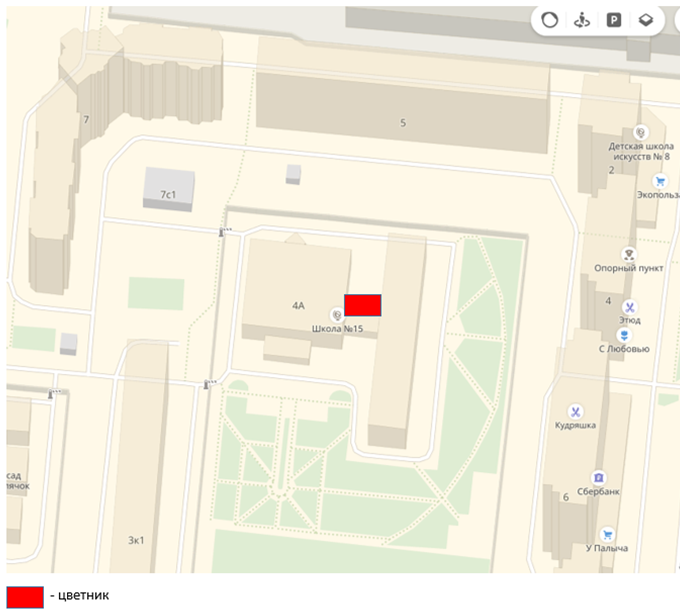 P
7
5
Детская школа
искусств № 8
2
7с1
Экопольза
Опорный пункт
4А
4
Школа №15
Этюд
С Любовью
Кудряшка
сад
лячок
Сбербанк
6
3к1
У Палыча
- цветник